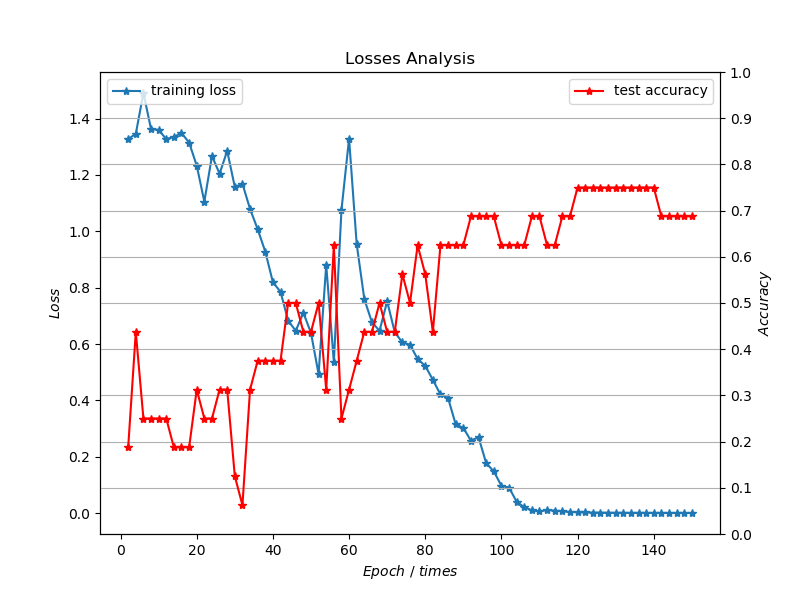 Losses Analysis
training loss
test accuracy
1.4
1.2
1.0
0.8
0.6
0.4
0.2
0.0
Loss
1.0
0.9
0.8
0.7
0.6
0.5
0.4
0.3
0.2
0.1
0.0
Accuracy
0 20 40 60 80 100 120 140
Epoch / times